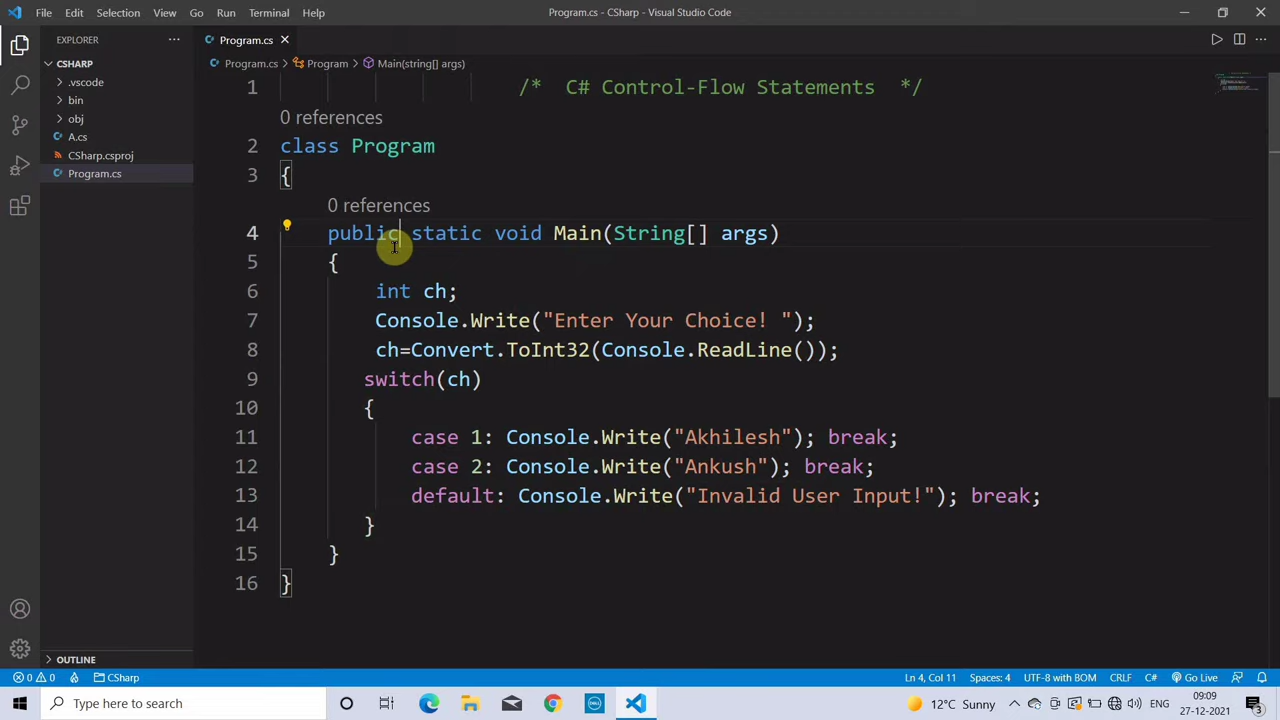 File Edit Selection View Go Run Terminal Help
Program.cs - CSharp - Visual Studio Code
EXPLORER
Program.cs
CSHARP
Program.cs > Program > Main(string[] args)
.vscode
bin
obj
A.cs
CSharp.csproj
Program.cs
1 /* C# Control-Flow Statements */
0 references
2 class Program
3 {
0 references
4 public static void Main(String[] args)
5 {
6 int ch;
7 Console.Write("Enter Your Choice! ");
8 ch=Convert.ToInt32(Console.ReadLine());
9 switch(ch)
10 {
11 case 1: Console.Write("Akhilesh"); break;
12 case 2: Console.Write("Ankush"); break;
13 default: Console.Write("Invalid User Input!"); break;
14 }
15 }
16 }
OUTLINE
0 0 CSharp
Ln 4, Col 11 Spaces: 4 UTF-8 with BOM CRLF C# Go Live
Type here to search
DELL
12°C Sunny
ENG
09:09
27-12-2021
3